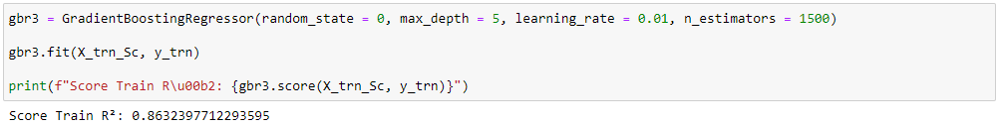 gbr3 = GradientBoostingRegressor(random_state = 0, max_depth = 5, learning_rate = 0.01, n_estimators = 1500)
gbr3.fit(X_trn_Sc, y_trn)
print(f"Score Train R\u00b2: {gbr3.score(X_trn_Sc, y_trn)}")
Score Train R²: 0.8632397712293595